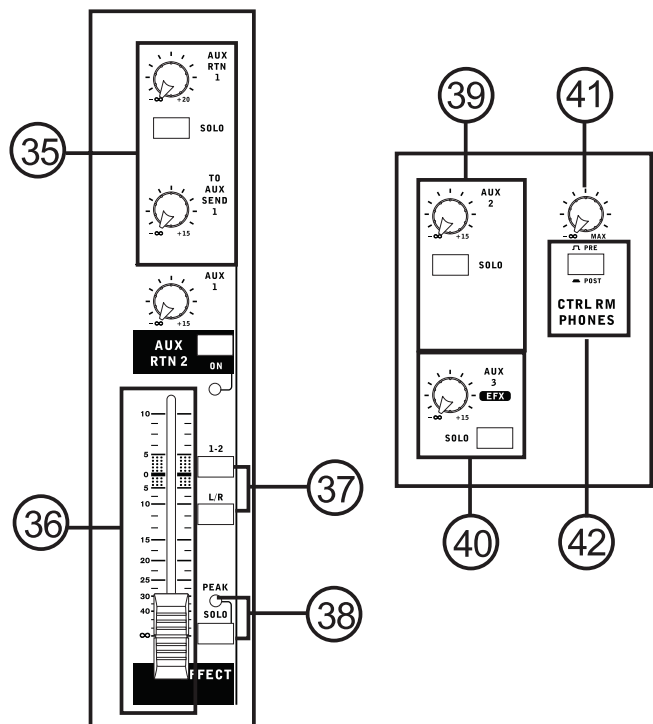 AUX
RTN
1
-∞ +20
SOLO
35
TO
AUX
SEND
1
-∞ +15
AUX
1
-∞ +15
AUX
RTN 2
ON
10
5
0
5
10
15
20
25
30
40
∞
1-2
L/R
PEAK
SOLO
FFECT
36
37
38
39
41
AUX
2
-∞ +15
SOLO
-∞ MAX
PRE
POST
CTRL RM
PHONES
AUX
3
EFX
-∞ +15
SOLO
40
42